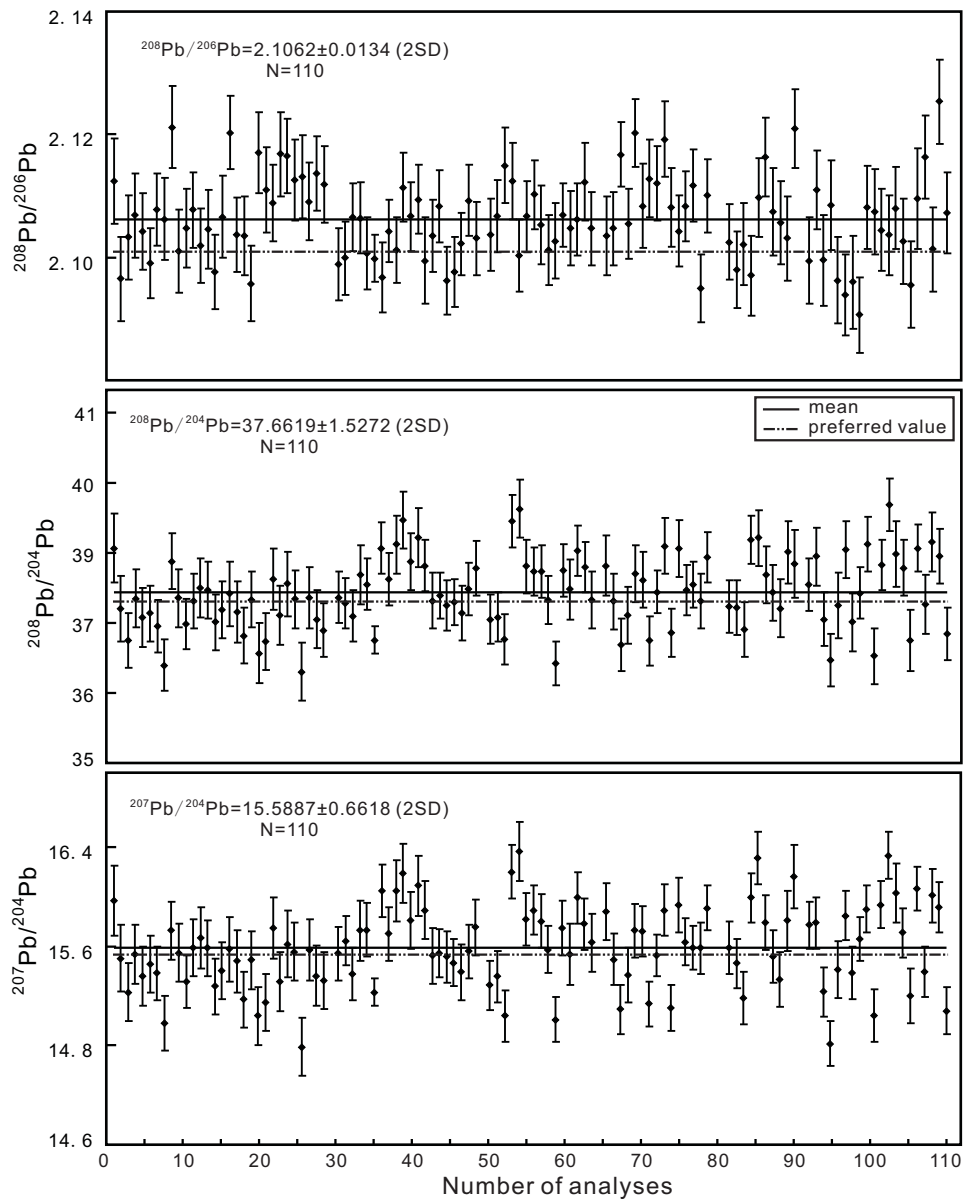 2.14
2.12
2.10
208Pb/206Pb
208Pb/206Pb=2.1062±0.0134 (2SD)
N=110
41
40
39
38
37
36
35
208Pb/204Pb
208Pb/204Pb=37.6619±1.5272 (2SD)
N=110
mean
preferred value
16.4
15.6
14.8
14.6
207Pb/204Pb
207Pb/204Pb=15.5887±0.6618 (2SD)
N=110
0 10 20 30 40 50 60 70 80 90 100 110
Number of analyses